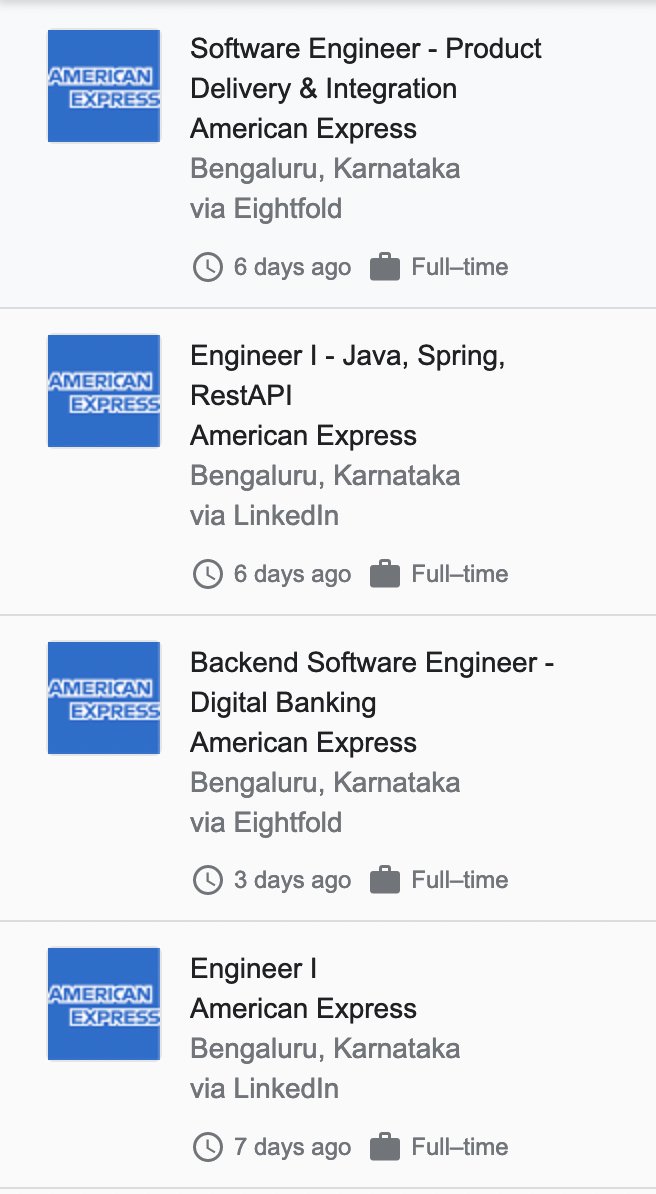 AMERICAN
EXPRESS
Software Engineer - Product
Delivery & Integration
American Express
Bengaluru, Karnataka
via Eightfold
6 days ago Full–time
AMERICAN
EXPRESS
Engineer I - Java, Spring,
RestAPI
American Express
Bengaluru, Karnataka
via LinkedIn
6 days ago Full–time
AMERICAN
EXPRESS
Backend Software Engineer -
Digital Banking
American Express
Bengaluru, Karnataka
via Eightfold
3 days ago Full–time
AMERICAN
EXPRESS
Engineer I
American Express
Bengaluru, Karnataka
via LinkedIn
7 days ago Full–time